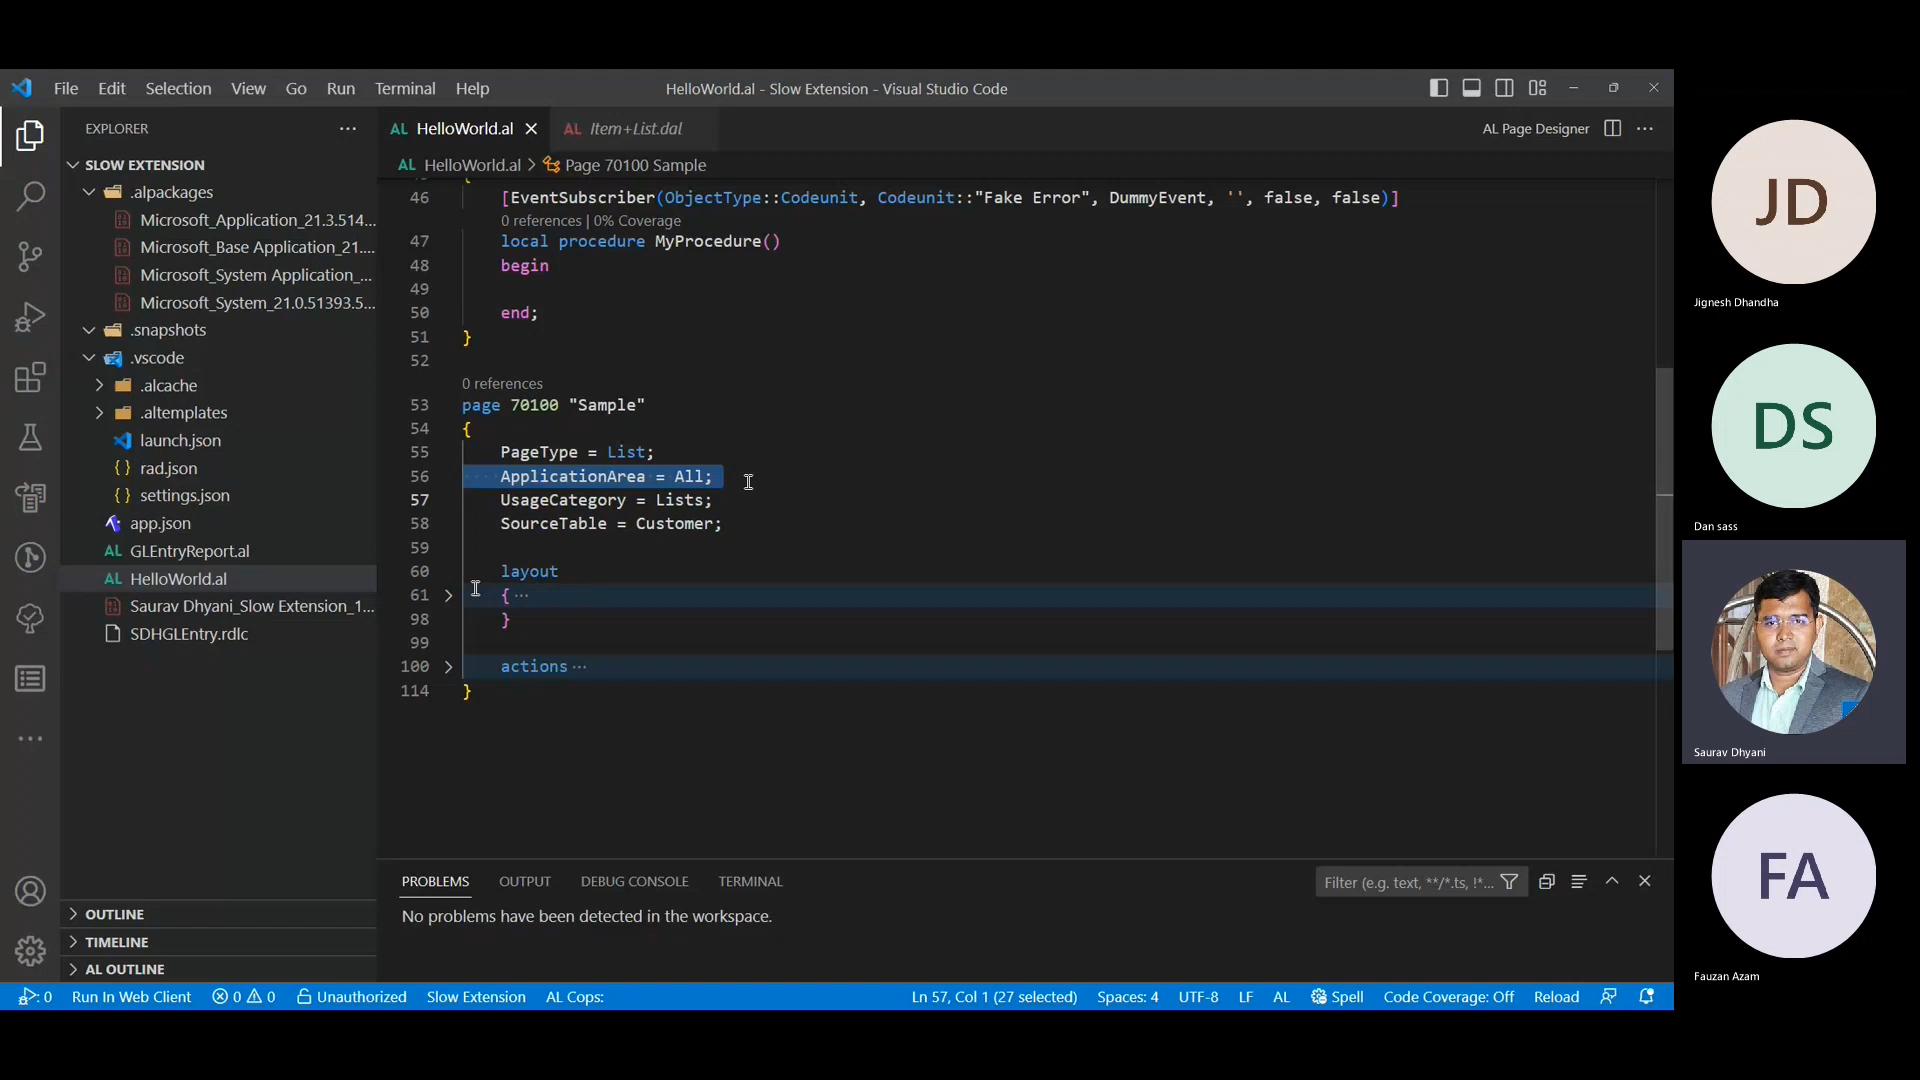 File Edit Selection View Go Run Terminal Help
HelloWorld.al - Slow Extension - Visual Studio Code
EXPLORER
SLOW EXTENSION
.alpackages
Microsoft_Application_21.3.514...
Microsoft_Base Application_21....
Microsoft_System Application_...
Microsoft_System_21.0.51393.5...
.snapshots
.vscode
.alcache
.altemplates
launch.json
rad.json
settings.json
app.json
GLEntryReport.al
HelloWorld.al
Saurav Dhyani_Slow Extension_1...
SDHGLEntry.rdlc
OUTLINE
TIMELINE
AL OUTLINE
AL HelloWorld.al
AL Item+List.dal
AL Page Designer
AL HelloWorld.al > Page 70100 Sample
46 [EventSubscriber(ObjectType::Codeunit, Codeunit::"Fake Error", DummyEvent, '', false, false)]
0 references | 0% Coverage
47 local procedure MyProcedure()
48 begin
49
50 end;
51 }
52
0 references
53 page 70100 "Sample"
54 {
55 PageType = List;
56 ApplicationArea = All;
57 UsageCategory = Lists;
58 SourceTable = Customer;
59
60 layout
61 { ...
98 }
99
100 actions ...
114 }
PROBLEMS OUTPUT DEBUG CONSOLE TERMINAL
Filter (e.g. text, **/*.ts, !*...
No problems have been detected in the workspace.
: 0 Run In Web Client 0 0 Unauthorized Slow Extension AL Cops:
Ln 57, Col 1 (27 selected) Spaces: 4 UTF-8 LF AL Spell Code Coverage: Off Reload
JD
Jignesh Dhandha
DS
Dan sass
Saurav Dhyani
FA
Fauzan Azam